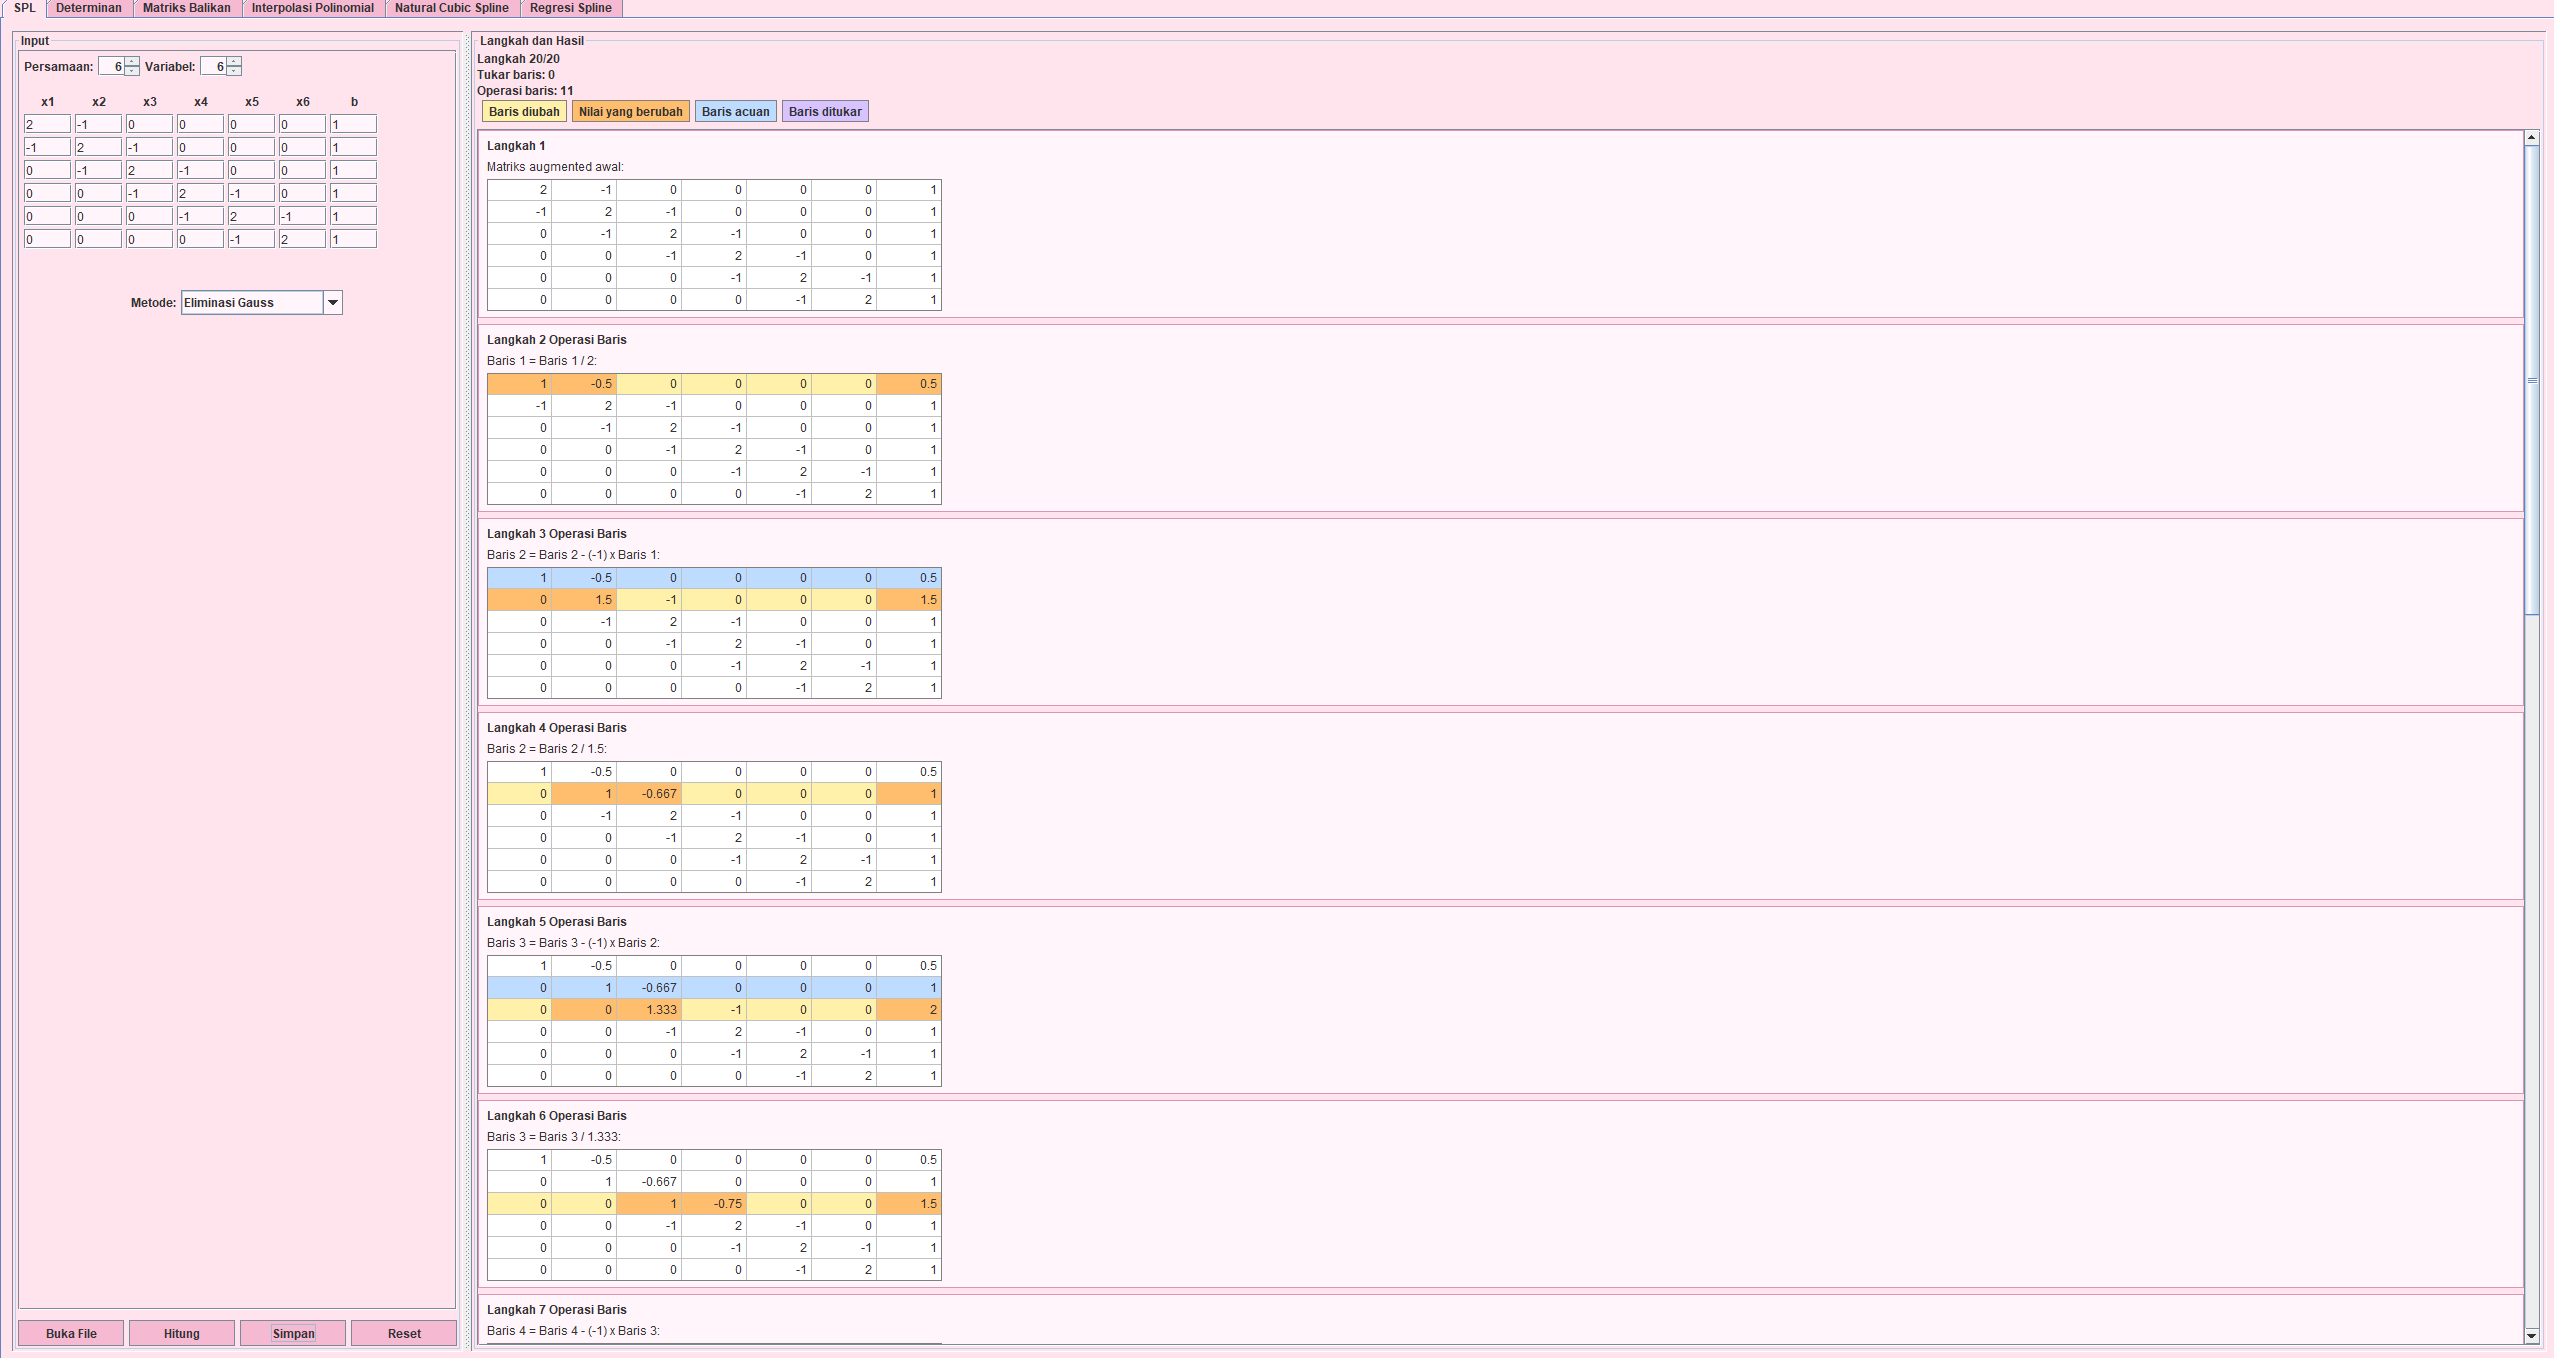 SPL Determinan Matriks Balikan Interpolasi Polinomial Natural Cubic Spline Regresi Spline
Input
Persamaan: 6 Variabel: 6
x1 x2 x3 x4 x5 x6 b
2 -1 0 0 0 0 1
-1 2 -1 0 0 0 1
0 -1 2 -1 0 0 1
0 0 -1 2 -1 0 1
0 0 0 -1 2 -1 1
0 0 0 0 -1 2 1
Metode: Eliminasi Gauss
Buka File Hitung Simpan Reset
Langkah dan Hasil
Langkah 20/20
Tukar baris: 0
Operasi baris: 11
Baris diubah Nilai yang berubah Baris acuan Baris ditukar
Langkah 1
Matriks augmented awal:
2 -1 0 0 0 0 1
-1 2 -1 0 0 0 1
0 -1 2 -1 0 0 1
0 0 -1 2 -1 0 1
0 0 0 -1 2 -1 1
0 0 0 0 -1 2 1
Langkah 2 Operasi Baris
Baris 1 = Baris 1 / 2:
1 -0.5 0 0 0 0 0.5
-1 2 -1 0 0 0 1
0 -1 2 -1 0 0 1
0 0 -1 2 -1 0 1
0 0 0 -1 2 -1 1
0 0 0 0 -1 2 1
Langkah 3 Operasi Baris
Baris 2 = Baris 2 - (-1) x Baris 1:
1 -0.5 0 0 0 0 0.5
0 1.5 -1 0 0 0 1.5
0 -1 2 -1 0 0 1
0 0 -1 2 -1 0 1
0 0 0 -1 2 -1 1
0 0 0 0 -1 2 1
Langkah 4 Operasi Baris
Baris 2 = Baris 2 / 1.5:
1 -0.5 0 0 0 0 0.5
0 1 -0.667 0 0 0 1
0 -1 2 -1 0 0 1
0 0 -1 2 -1 0 1
0 0 0 -1 2 -1 1
0 0 0 0 -1 2 1
Langkah 5 Operasi Baris
Baris 3 = Baris 3 - (-1) x Baris 2:
1 -0.5 0 0 0 0 0.5
0 1 -0.667 0 0 0 1
0 0 1.333 -1 0 0 2
0 0 -1 2 -1 0 1
0 0 0 -1 2 -1 1
0 0 0 0 -1 2 1
Langkah 6 Operasi Baris
Baris 3 = Baris 3 / 1.333:
1 -0.5 0 0 0 0 0.5
0 1 -0.667 0 0 0 1
0 0 1 -0.75 0 0 1.5
0 0 -1 2 -1 0 1
0 0 0 -1 2 -1 1
0 0 0 0 -1 2 1
Langkah 7 Operasi Baris
Baris 4 = Baris 4 - (-1) x Baris 3: